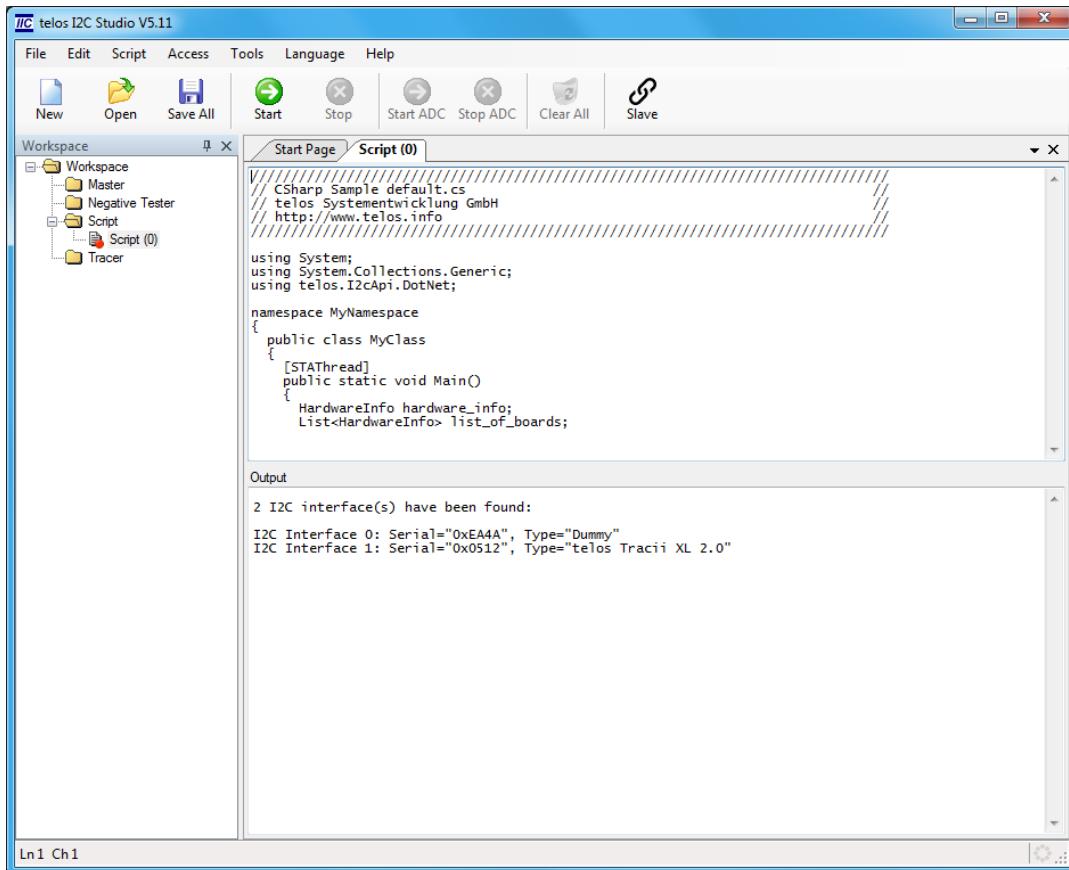 IIC telos I2C Studio V5.11
File Edit Script Access Tools Language Help
New Open Save All Start Stop Start ADC Stop ADC Clear All Slave
Workspace
Workspace
Master
Negative Tester
Script
Script (0)
Tracer
Start Page Script (0)
////////////////////////////////////////////////////////////////////////////////
// CSharp Sample default.cs //
// telos Systementwicklung GmbH //
// http://www.telos.info //
////////////////////////////////////////////////////////////////////////////////
using System;
using System.Collections.Generic;
using telos.I2cApi.DotNet;
namespace MyNamespace
{
public class MyClass
{
[STAThread]
public static void Main()
{
HardwareInfo hardware_info;
List<HardwareInfo> list_of_boards;
Output
2 I2C interface(s) have been found:
I2C Interface 0: Serial="0xEA4A", Type="Dummy"
I2C Interface 1: Serial="0x0512", Type="telos Tracii XL 2.0"
Ln 1 Ch 1